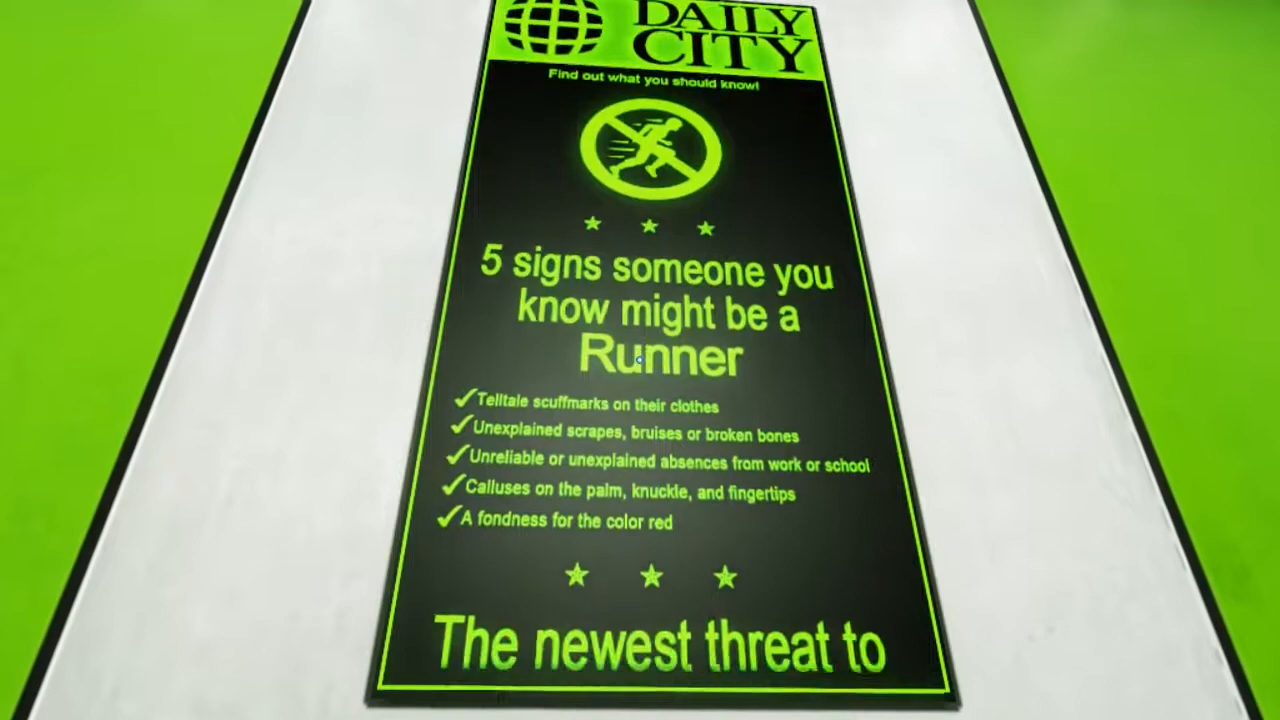 DAILY
CITY
Find out what you should know!
5 signs someone you
know might be a
Runner
Telltale scuffmarks on their clothes
Unexplained scrapes, bruises or broken bones
Unreliable or unexplained absences from work or school
Calluses on the palm, knuckle, and fingertips
A fondness for the color red
The newest threat to